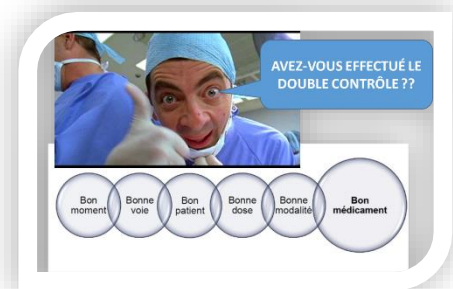 AVEZ-VOUS EFFECTUÉ LE
DOUBLE CONTRÔLE ??
Bon
moment
Bonne
voie
Bon
patient
Bonne
dose
Bonne
modalité
Bon
médicament